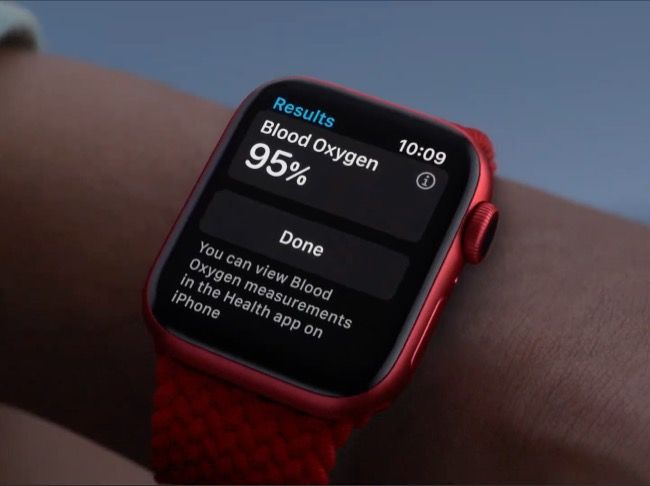 Results
10:09
Blood Oxygen
95%
Done
You can view Blood
Oxygen measurements
in the Health app on
iPhone